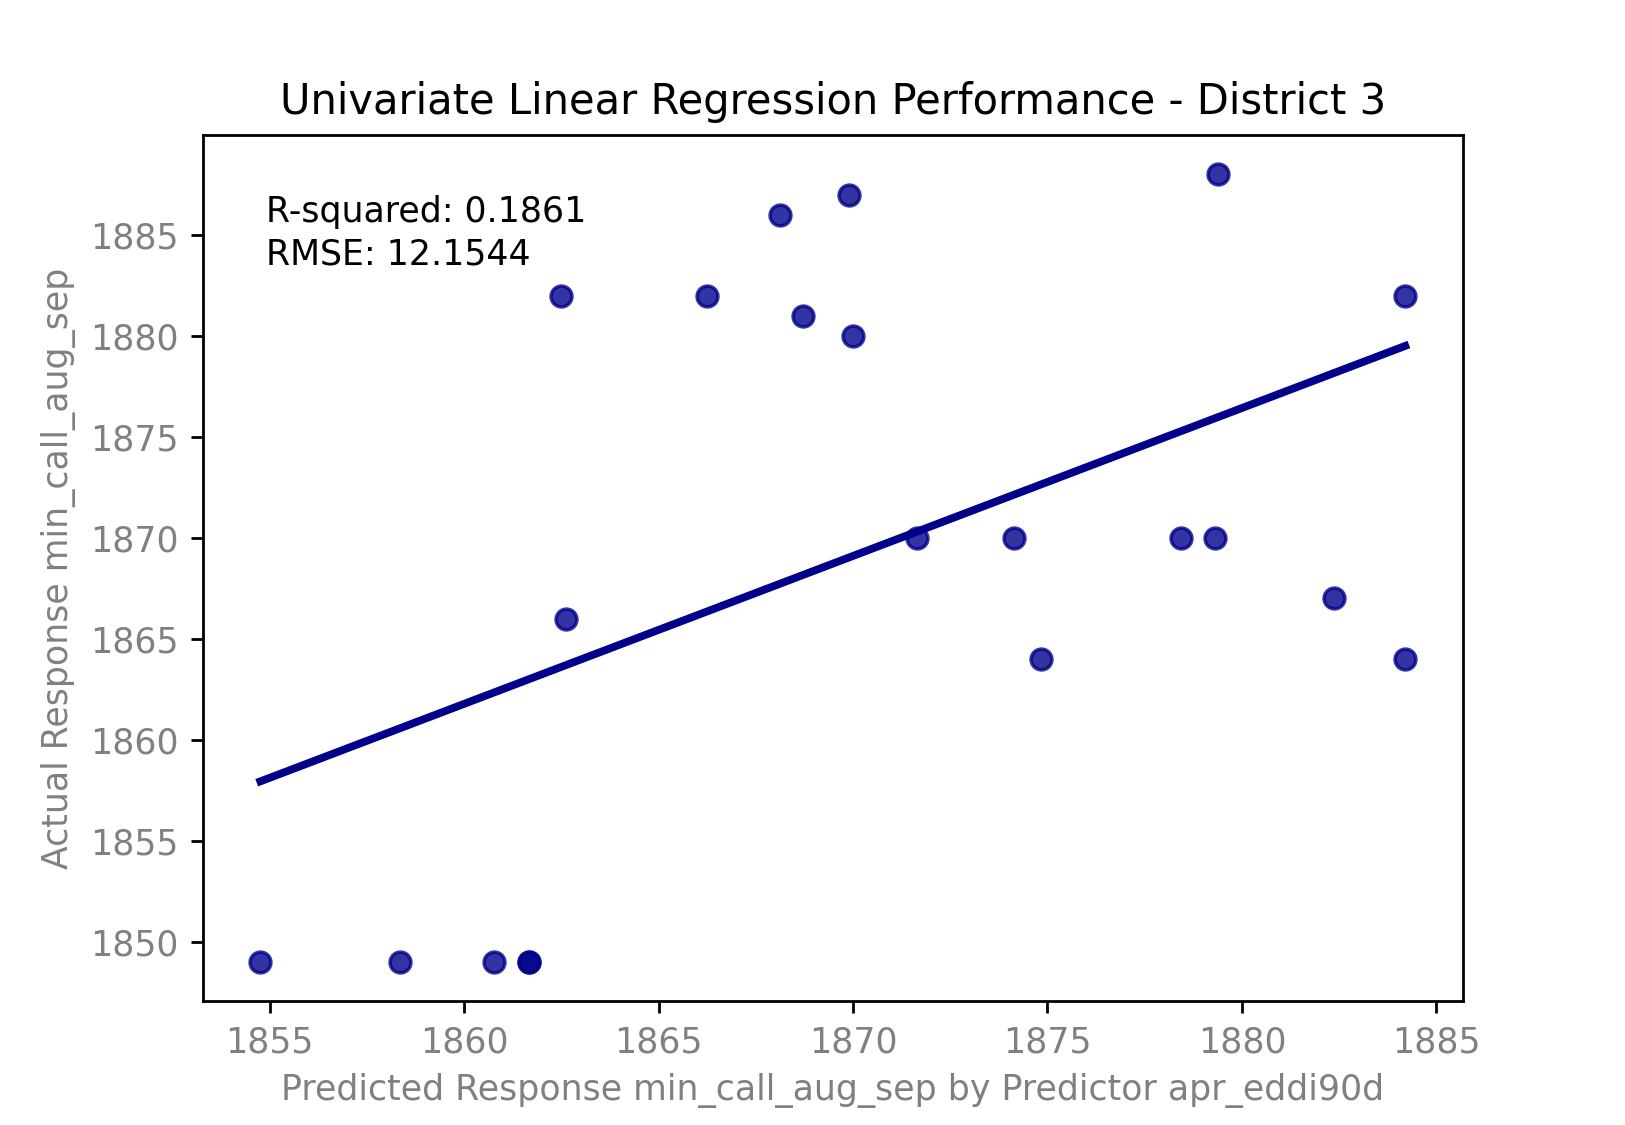 Univariate Linear Regression Performance - District 3
R-squared: 0.1861
RMSE: 12.1544
Actual Response min_call_aug_sep
1885
1880
1875
1870
1865
1860
1855
1850
1855 1860 1865 1870 1875 1880 1885
Predicted Response min_call_aug_sep by Predictor apr_eddi90d